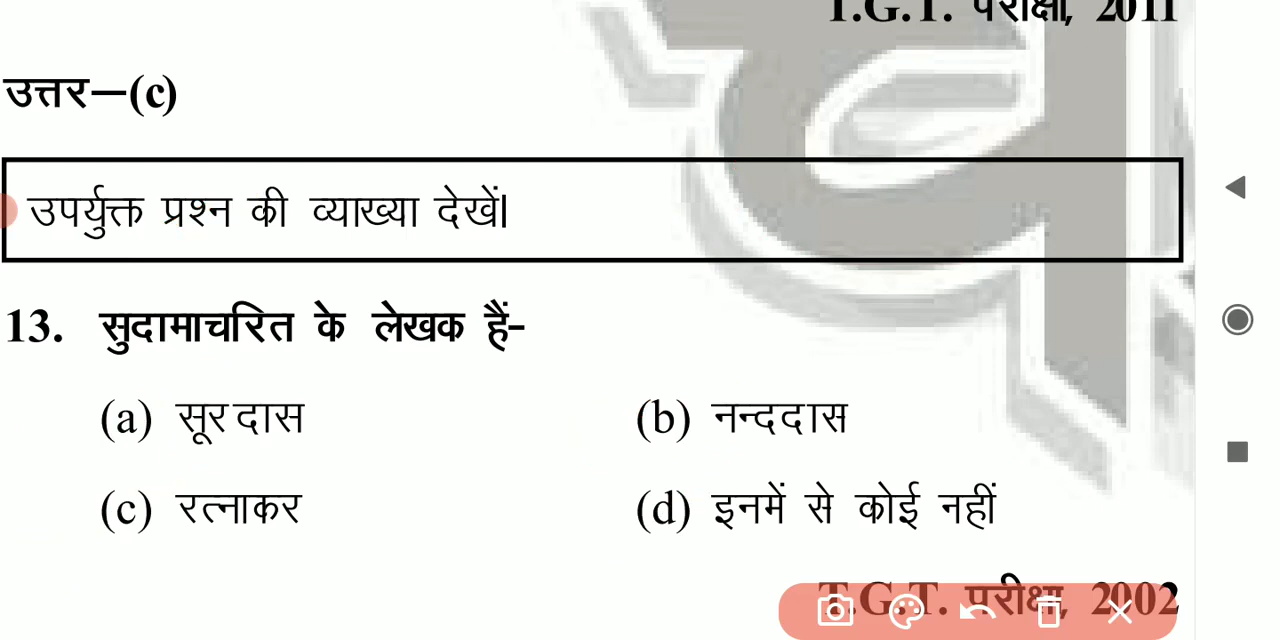 T.G.T. परीक्षा, 2011
उत्तर—(c)
उपर्युक्त प्रश्न की व्याख्या देखें।
13. सुदामाचरित के लेखक हैं-
(a) सूरदास (b) नन्ददास
(c) रत्नाकर (d) इनमें से कोई नहीं
T.G.T. परीक्षा, 2002